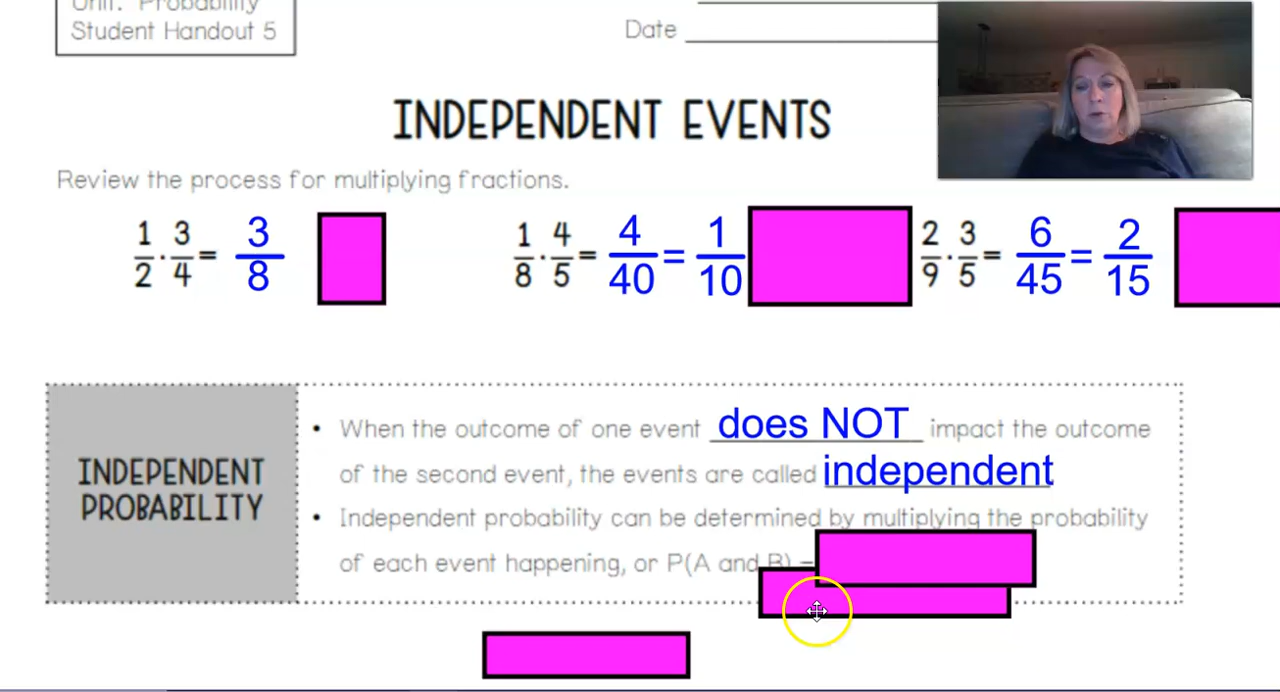 Unit: Probability
Student Handout 5
Date
INDEPENDENT EVENTS
Review the process for multiplying fractions.
1/2 · 3/4 = 3/8
1/8 · 4/5 = 4/40 = 1/10
2/9 · 3/5 = 6/45 = 2/15
INDEPENDENT
PROBABILITY
• When the outcome of one event does NOT impact the outcome
of the second event, the events are called independent
• Independent probability can be determined by multiplying the probability
of each event happening, or P(A and B) =